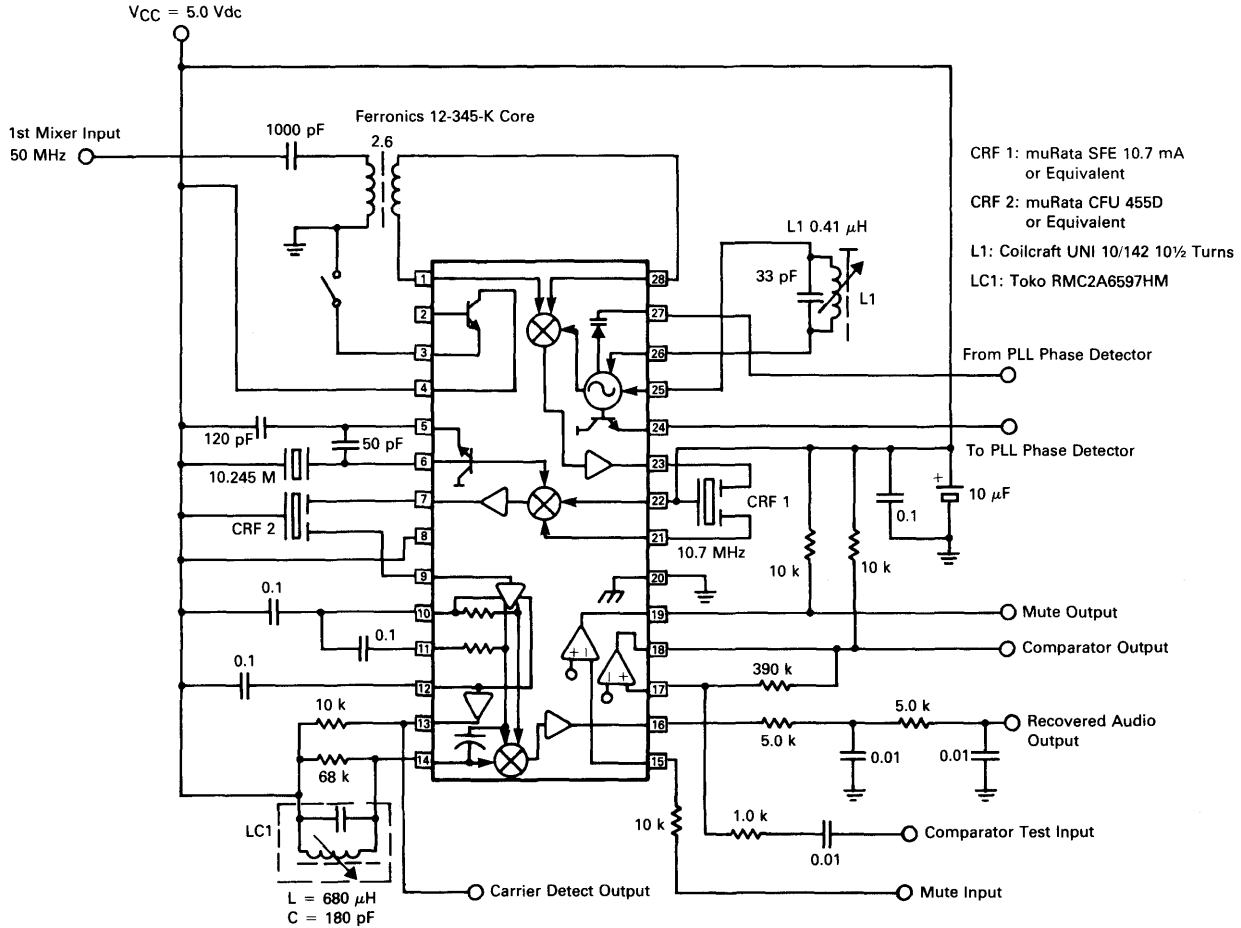 VCC = 5.0 Vdc
1st Mixer Input
50 MHz
1000 pF
Ferronics 12-345-K Core
2.6
CRF 1: muRata SFE 10.7 mA
or Equivalent
CRF 2: muRata CFU 455D
or Equivalent
L1: Coilcraft UNI 10/142 10½ Turns
LC1: Toko RMC2A6597HM
L1 0.41 μH
33 pF
L1
1
2
3
4
5
6
7
8
9
10
11
12
13
14
28
27
26
25
24
23
22
21
20
19
18
17
16
15
From PLL Phase Detector
To PLL Phase Detector
120 pF
50 pF
10.245 M
CRF 2
CRF 1
10.7 MHz
+
10 μF
0.1
10 k
10 k
0.1
0.1
0.1
10 k
68 k
+ −
− +
Mute Output
Comparator Output
390 k
5.0 k
5.0 k
Recovered Audio
Output
0.01
0.01
10 k
1.0 k
0.01
Comparator Test Input
Mute Input
LC1
L = 680 μH
C = 180 pF
Carrier Detect Output